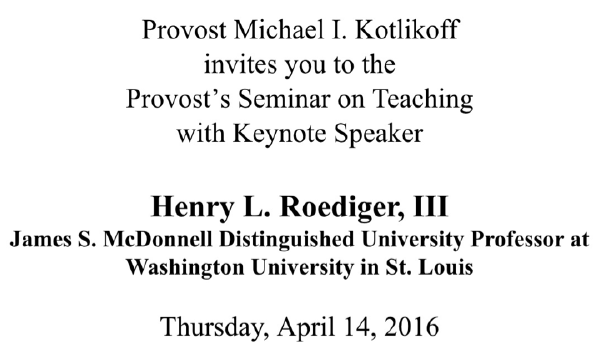 Provost Michael I. Kotlikoff
invites you to the
Provost's Seminar on Teaching
with Keynote Speaker
Henry L. Roediger, III
James S. McDonnell Distinguished University Professor at
Washington University in St. Louis
Thursday, April 14, 2016